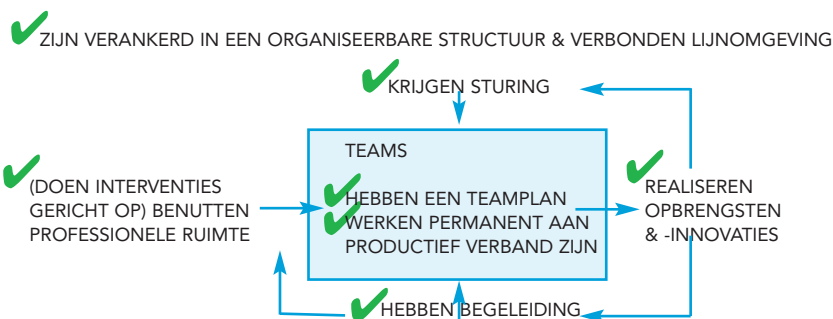 ZIJN VERANKERD IN EEN ORGANISEERBARE STRUCTUUR & VERBONDEN LIJNOMGEVING
KRIJGEN STURING
(DOEN INTERVENTIES
GERICHT OP) BENUTTEN
PROFESSIONELE RUIMTE
TEAMS
HEBBEN EEN TEAMPLAN
WERKEN PERMANENT AAN
PRODUCTIEF VERBAND ZIJN
REALISEREN
OPBRENGSTEN
& -INNOVATIES
HEBBEN BEGELEIDING